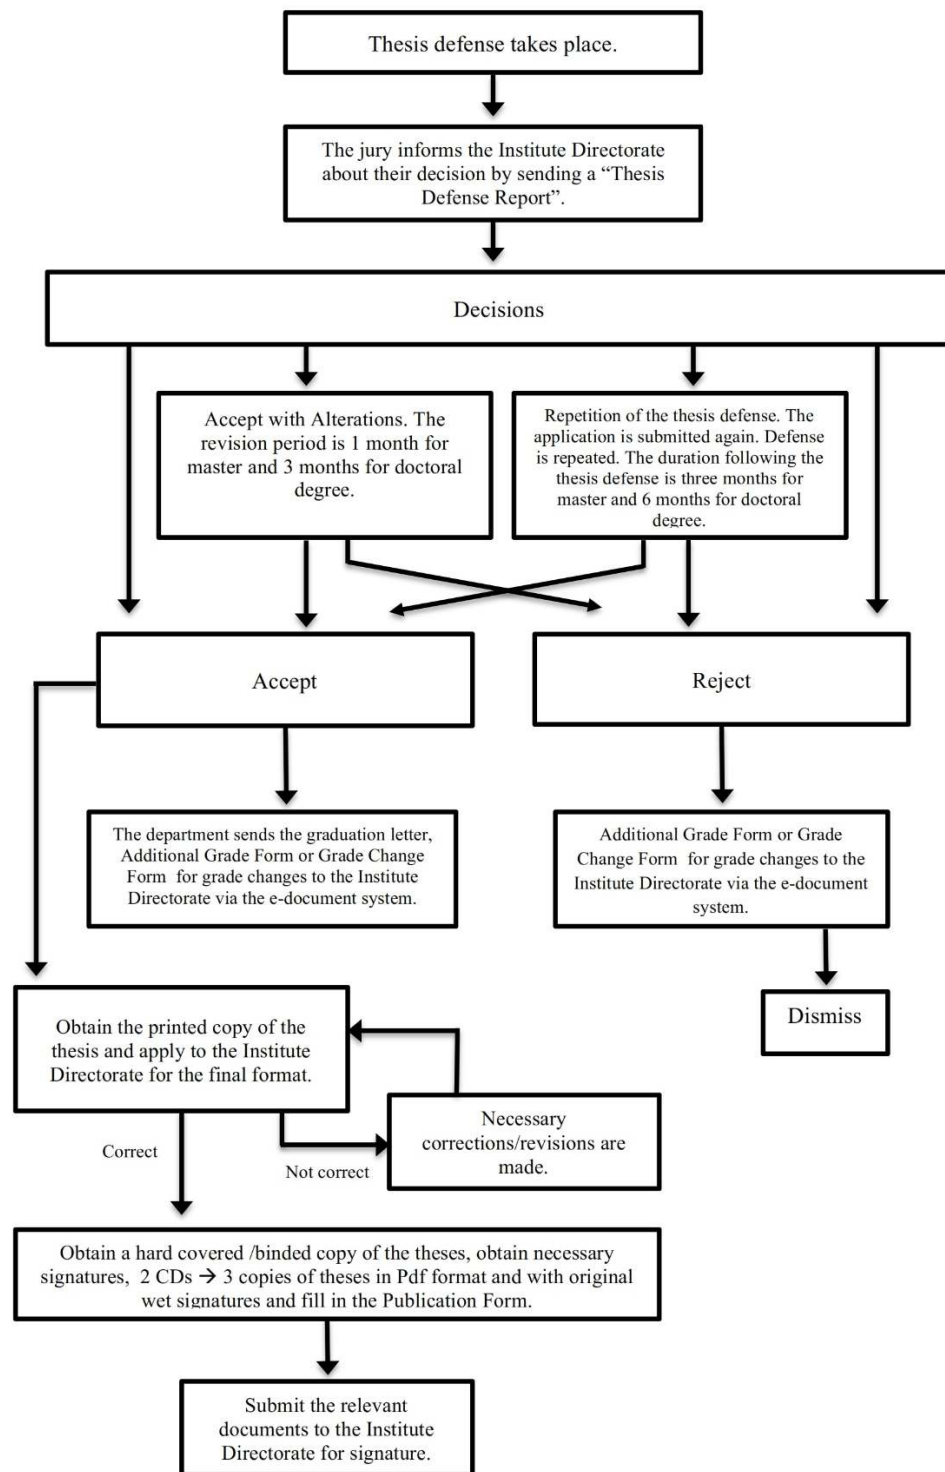 Thesis defense takes place.
The jury informs the Institute Directorate
about their decision by sending a “Thesis
Defense Report”.
Decisions
Accept with Alterations. The
revision period is 1 month for
master and 3 months for doctoral
degree.
Repetition of the thesis defense. The
application is submitted again. Defense
is repeated. The duration following the
thesis defense is three months for
master and 6 months for doctoral
degree.
Accept
Reject
The department sends the graduation letter,
Additional Grade Form or Grade Change
Form for grade changes to the Institute
Directorate via the e-document system.
Additional Grade Form or Grade
Change Form for grade changes to the
Institute Directorate via the e-document
system.
Dismiss
Obtain the printed copy of the
thesis and apply to the Institute
Directorate for the final format.
Necessary
corrections/revisions are
made.
Correct
Not correct
Obtain a hard covered /binded copy of the theses, obtain necessary
signatures, 2 CDs → 3 copies of theses in Pdf format and with original
wet signatures and fill in the Publication Form.
Submit the relevant
documents to the Institute
Directorate for signature.